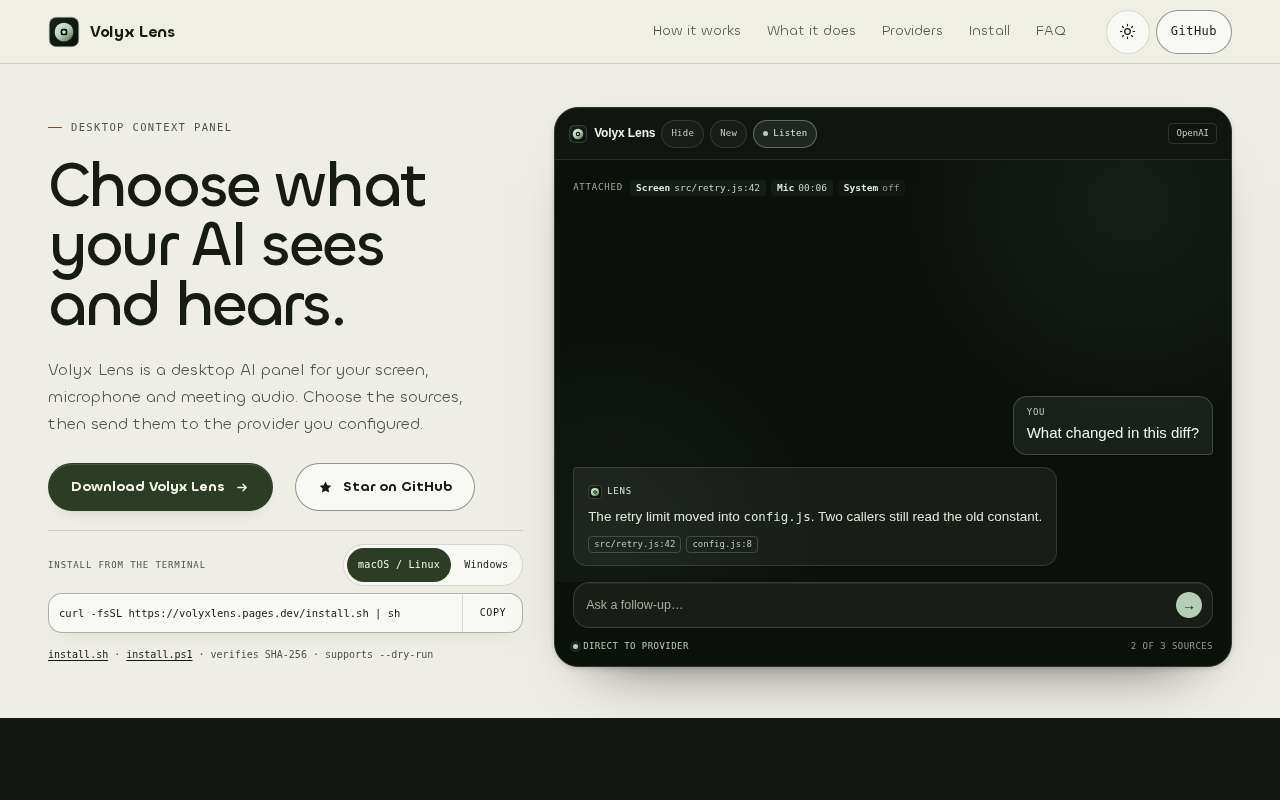 Volyx Lens
How it works
What it does
Providers
Install
FAQ
GitHub
DESKTOP CONTEXT PANEL
Choose what
your AI sees
and hears.
Volyx Lens is a desktop AI panel for your screen,
microphone and meeting audio. Choose the sources,
then send them to the provider you configured.
Download Volyx Lens →
Star on GitHub
INSTALL FROM THE TERMINAL
macOS / Linux
Windows
curl -fsSL https://volyxlens.pages.dev/install.sh | sh
COPY
install.sh · install.ps1 · verifies SHA-256 · supports --dry-run
Volyx Lens
Hide
New
Listen
OpenAI
ATTACHED
Screen src/retry.js:42
Mic 00:06
System off
YOU
What changed in this diff?
LENS
The retry limit moved into config.js. Two callers still read the old constant.
src/retry.js:42
config.js:8
Ask a follow-up…
→
DIRECT TO PROVIDER
2 OF 3 SOURCES